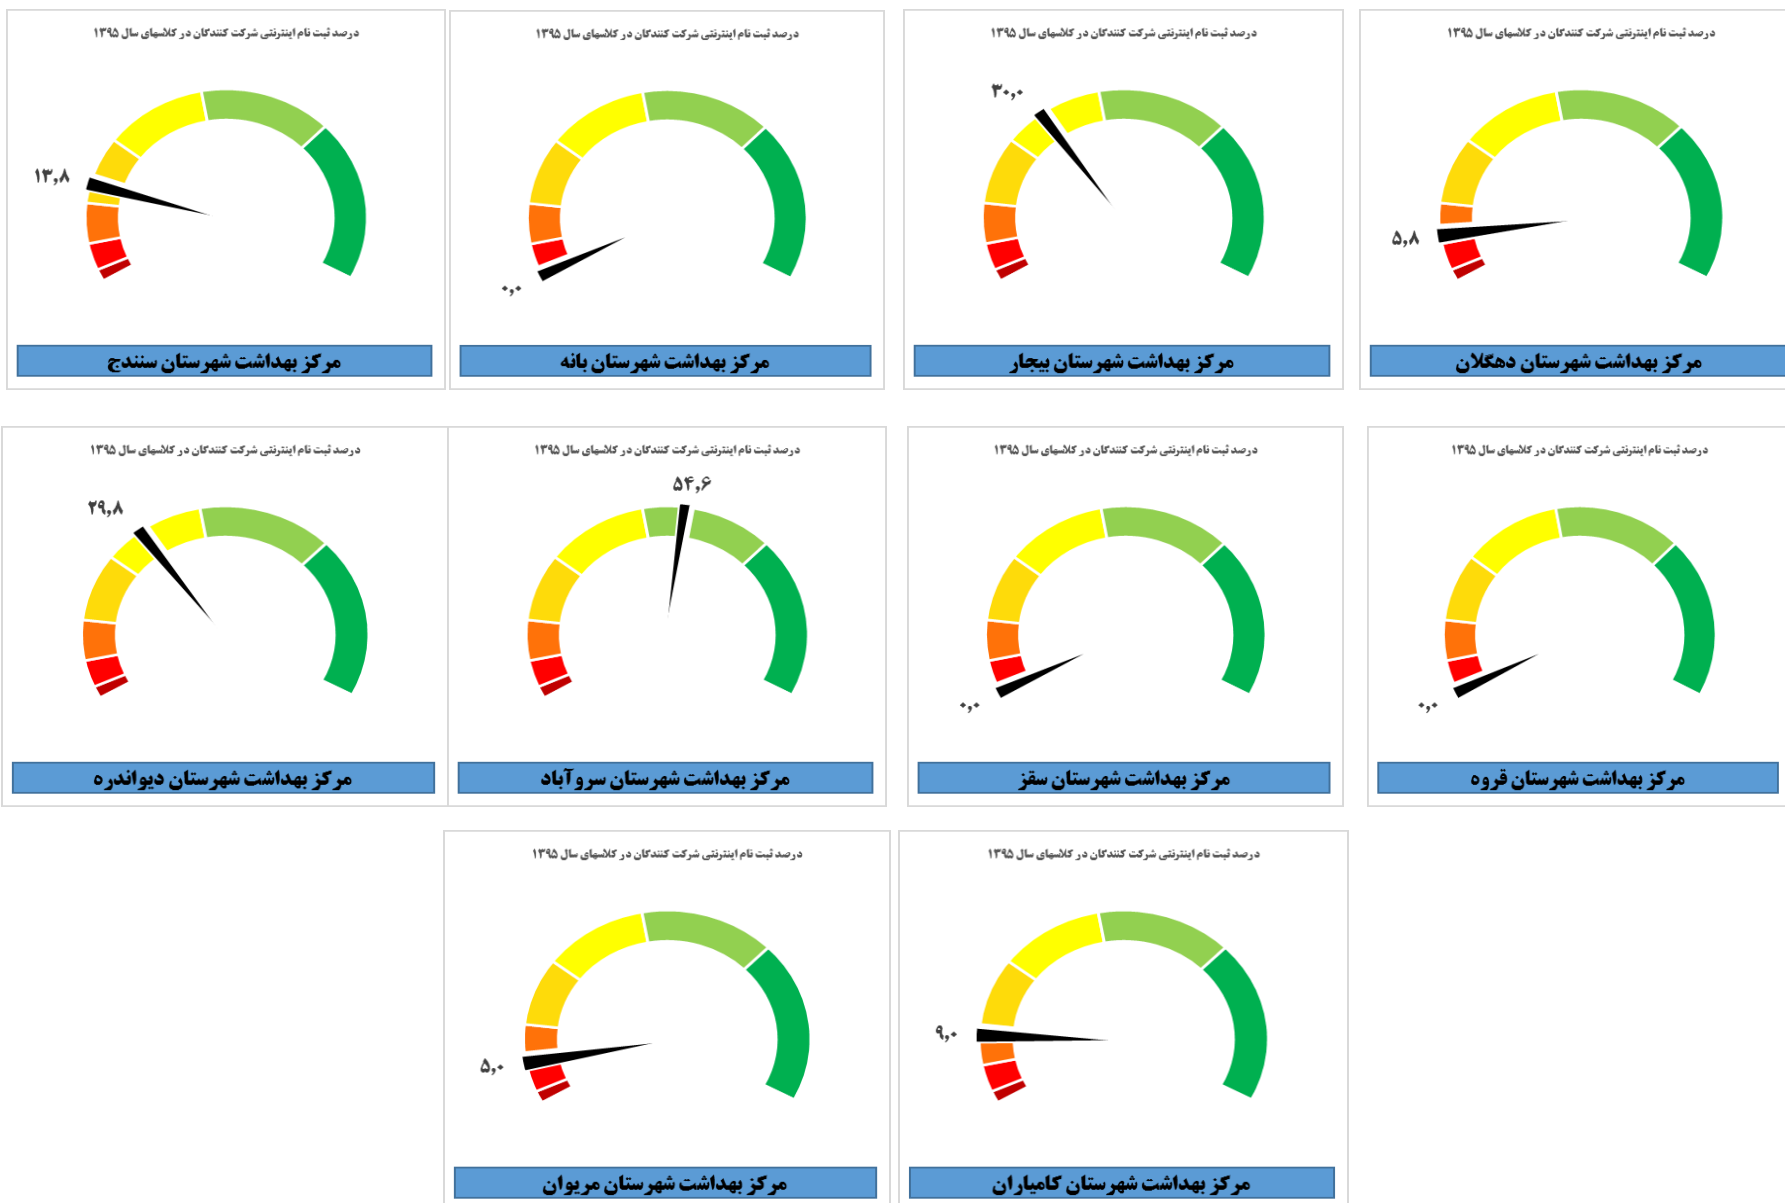 درصد ثبت نام اینترنتی شرکت کنندگان در کلاسهای سال ۱۳۹۵
۵٫۸
مرکز بهداشت شهرستان دهگلان
درصد ثبت نام اینترنتی شرکت کنندگان در کلاسهای سال ۱۳۹۵
۳۰٫۰
مرکز بهداشت شهرستان بیجار
درصد ثبت نام اینترنتی شرکت کنندگان در کلاسهای سال ۱۳۹۵
۰٫۰
مرکز بهداشت شهرستان بانه
درصد ثبت نام اینترنتی شرکت کنندگان در کلاسهای سال ۱۳۹۵
۱۳٫۸
مرکز بهداشت شهرستان سنندج
درصد ثبت نام اینترنتی شرکت کنندگان در کلاسهای سال ۱۳۹۵
۰٫۰
مرکز بهداشت شهرستان قروه
درصد ثبت نام اینترنتی شرکت کنندگان در کلاسهای سال ۱۳۹۵
۰٫۰
مرکز بهداشت شهرستان سقز
درصد ثبت نام اینترنتی شرکت کنندگان در کلاسهای سال ۱۳۹۵
۵۴٫۶
مرکز بهداشت شهرستان سروآباد
درصد ثبت نام اینترنتی شرکت کنندگان در کلاسهای سال ۱۳۹۵
۲۹٫۸
مرکز بهداشت شهرستان دیواندره
درصد ثبت نام اینترنتی شرکت کنندگان در کلاسهای سال ۱۳۹۵
۹٫۰
مرکز بهداشت شهرستان کامیاران
درصد ثبت نام اینترنتی شرکت کنندگان در کلاسهای سال ۱۳۹۵
۵٫۰
مرکز بهداشت شهرستان مریوان